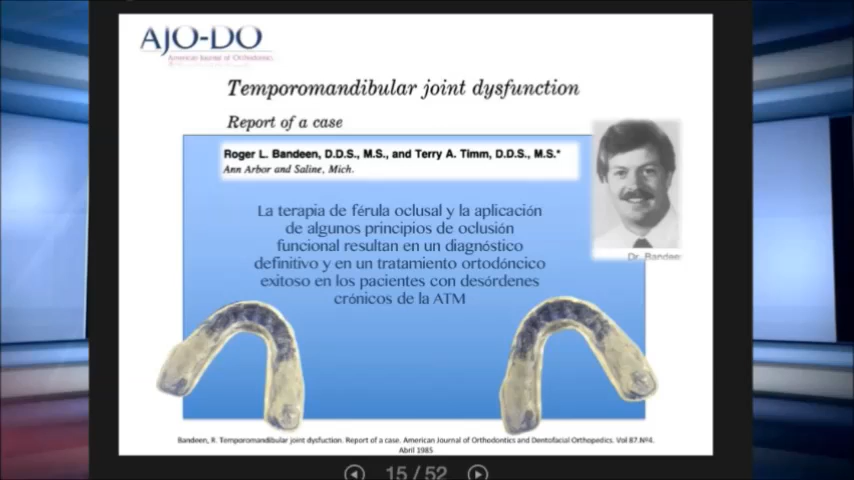 AJO-DO
American Journal of Orthodontics
Temporomandibular joint dysfunction
Report of a case
Roger L. Bandeen, D.D.S., M.S., and Terry A. Timm, D.D.S., M.S.*
Ann Arbor and Saline, Mich.
Dr. Bandeen
La terapia de férula oclusal y la aplicación
de algunos principios de oclusión
funcional resultan en un diagnóstico
definitivo y en un tratamiento ortodóncico
exitoso en los pacientes con desórdenes
crónicos de la ATM
Bandeen, R. Temporomandibular joint dysfuction. Report of a case. American Journal of Orthodontics and Dentofacial Orthopedics. Vol 87.Nº4.
Abril 1985
15 / 52